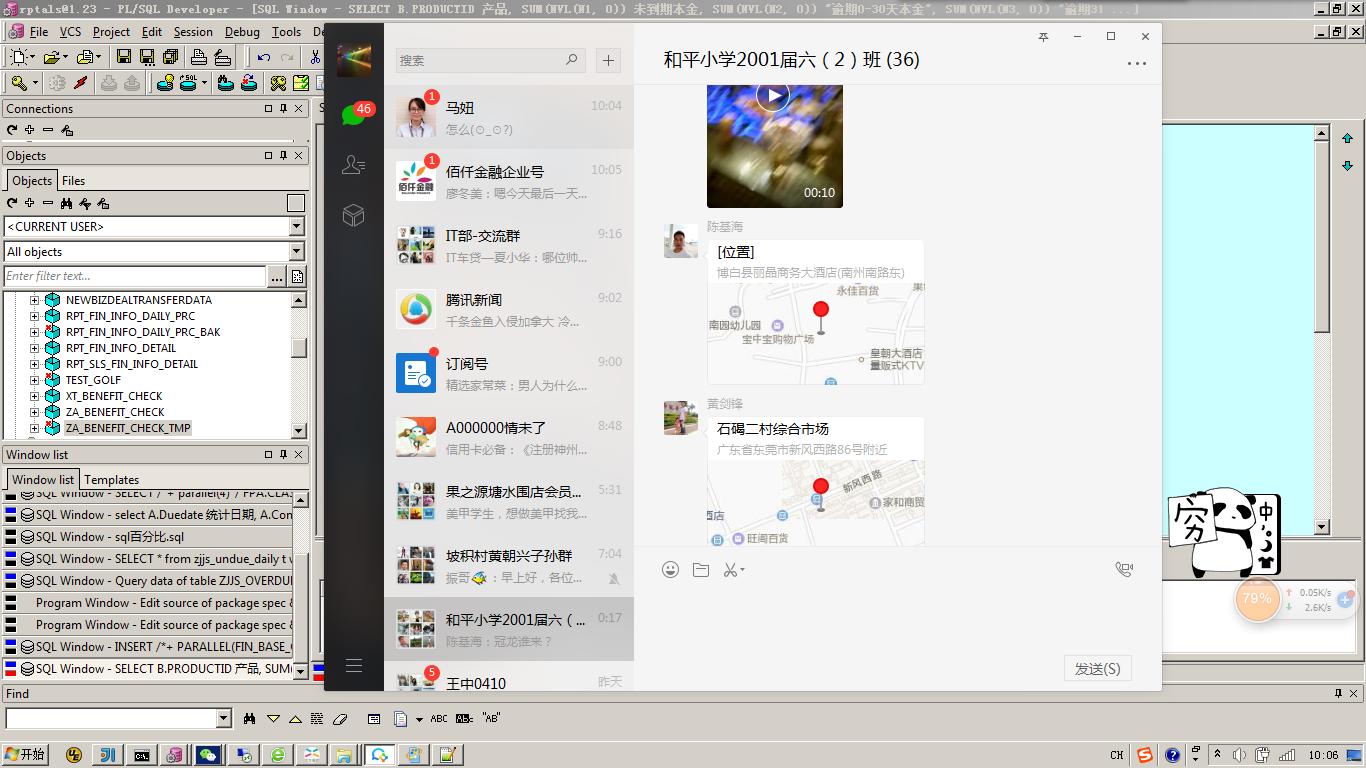 rptals@1.23 - PL/SQL Developer - [SQL Window - SELECT B.PRODUCTID 产品, SUM(NVL(M1, 0)) 未到期本金, SUM(NVL(M2, 0)) "逾期0-30天本金", SUM(NVL(M3, 0)) "逾期31 ...]
File VCS Project Edit Session Debug Tools
Connections
Objects
Objects Files
<CURRENT USER>
All objects
Enter filter text...
NEWBIZDEALTRANSFERDATA
RPT_FIN_INFO_DAILY_PRC
RPT_FIN_INFO_DAILY_PRC_BAK
RPT_FIN_INFO_DETAIL
RPT_SLS_FIN_INFO_DETAIL
TEST_GOLF
XT_BENEFIT_CHECK
ZA_BENEFIT_CHECK
ZA_BENEFIT_CHECK_TMP
Window list
Window list Templates
SQL Window - SELECT /*+ parallel(4) */ FPA.CLAS
SQL Window - select A.Duedate 统计日期, A.Con
SQL Window - sql百分比.sql
SQL Window - SELECT * from zjjs_undue_daily t w
SQL Window - Query data of table ZJJS_OVERDU
Program Window - Edit source of package spec &
Program Window - Edit source of package spec &
SQL Window - INSERT /*+ PARALLEL(FIN_BASE_
SQL Window - SELECT B.PRODUCTID 产品, SUM(
Find
ABC
"AB"
46
搜索
1
马妞 10:04
怎么(⊙_⊙?)
1
佰仟金融
佰仟金融企业号 10:05
廖冬美：嗯今天最后一天...
IT部-交流群 9:16
IT车贷—夏小华：哪位帅...
腾讯新闻 9:02
千条金鱼入侵加拿大 冷...
订阅号 9:00
精选家常菜：男人为什么...
A000000情未了 8:48
信用卡必备：《注册神州...
果之源塘水围店会员... 5:31
美甲学生，想做美甲找我...
坡积村黄朝兴子孙群 7:04
振哥🐠：早上好，各位...
和平小学2001届六（... 0:17
陈基海：冠龙谁来？
5
王中0410 昨天
和平小学2001届六（2）班 (36)
00:10
陈基海
[位置]
博白县丽晶商务大酒店(南州南路东)
永佳百货
南园幼儿园
宝中宝购物广场
皇朝大酒店
量贩式KTV
黄剑锋
石碣二村综合市场
广东省东莞市新风西路86号附近
新风西路
家和商贸
酒店
旺阁百货
发送(S)
穷
中
79%
0.05K/s
2.6K/s
开始
CH
10:06